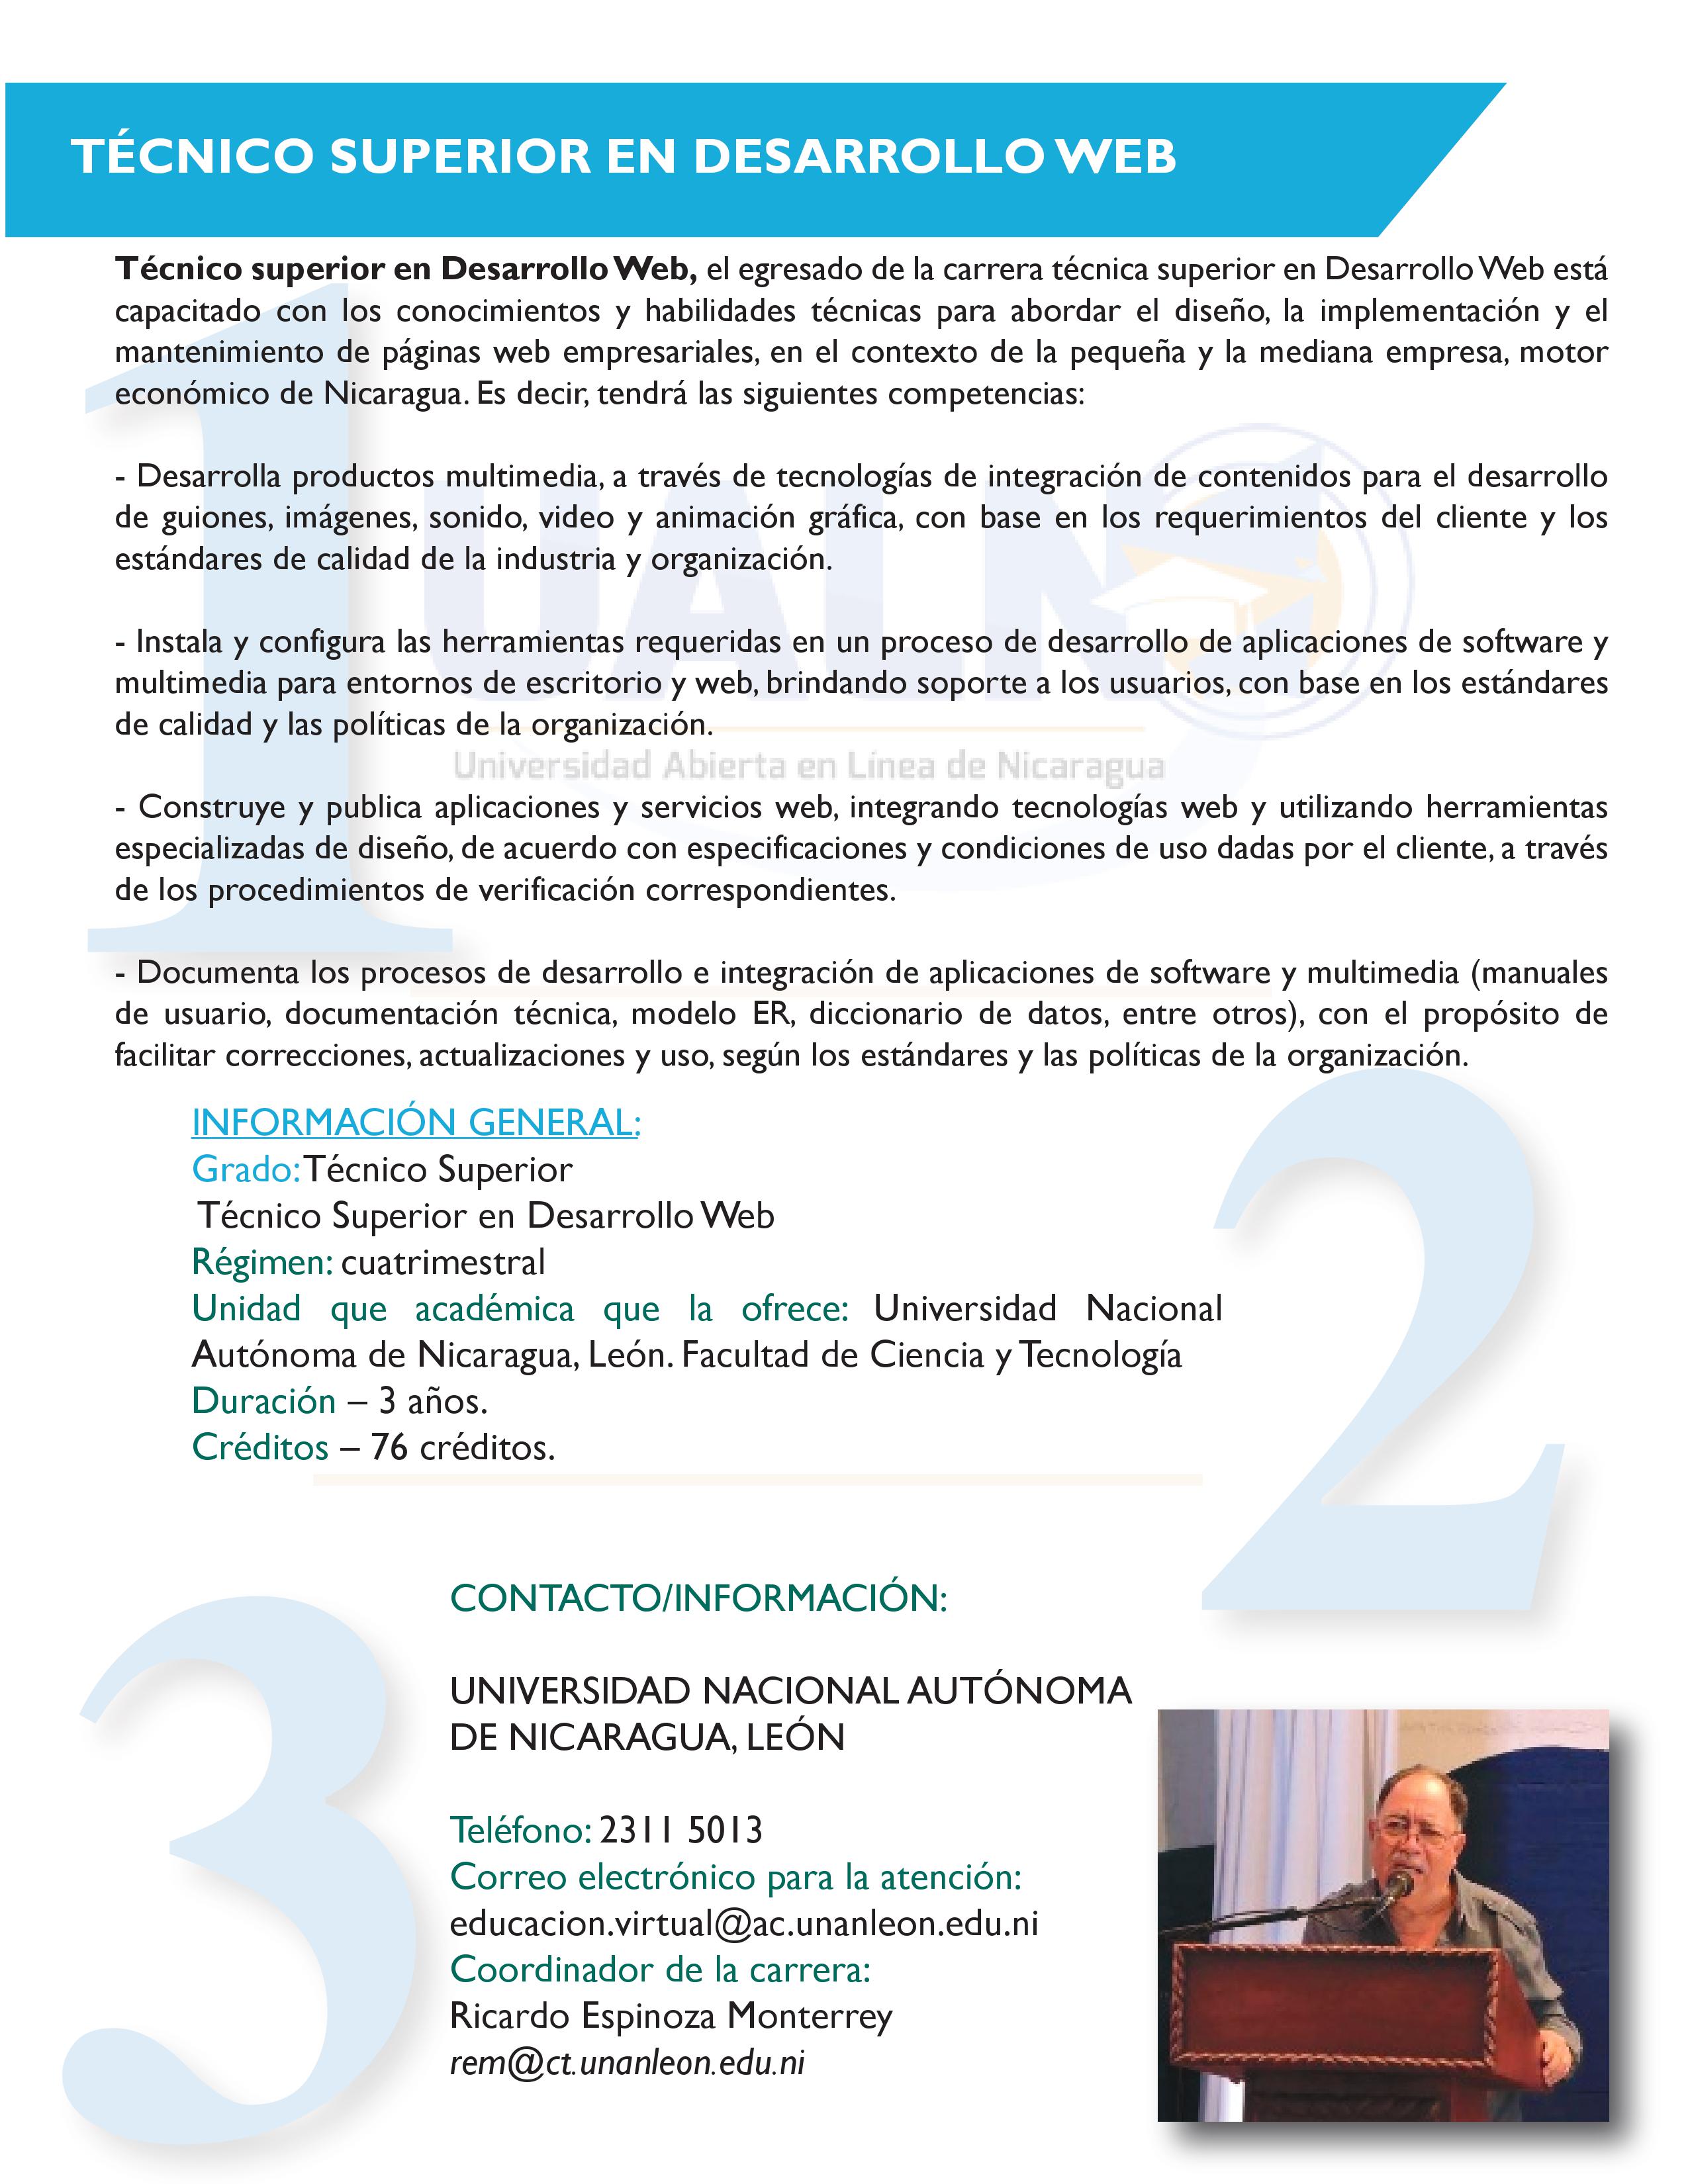 TÉCNICO SUPERIOR EN DESARROLLO WEB
Técnico superior en Desarrollo Web, el egresado de la carrera técnica superior en Desarrollo Web está
capacitado con los conocimientos y habilidades técnicas para abordar el diseño, la implementación y el
mantenimiento de páginas web empresariales, en el contexto de la pequeña y la mediana empresa, motor
económico de Nicaragua. Es decir, tendrá las siguientes competencias:
- Desarrolla productos multimedia, a través de tecnologías de integración de contenidos para el desarrollo
de guiones, imágenes, sonido, video y animación gráfica, con base en los requerimientos del cliente y los
estándares de calidad de la industria y organización.
- Instala y configura las herramientas requeridas en un proceso de desarrollo de aplicaciones de software y
multimedia para entornos de escritorio y web, brindando soporte a los usuarios, con base en los estándares
de calidad y las políticas de la organización.
UALN
Universidad Abierta en Línea de Nicaragua
- Construye y publica aplicaciones y servicios web, integrando tecnologías web y utilizando herramientas
especializadas de diseño, de acuerdo con especificaciones y condiciones de uso dadas por el cliente, a través
de los procedimientos de verificación correspondientes.
- Documenta los procesos de desarrollo e integración de aplicaciones de software y multimedia (manuales
de usuario, documentación técnica, modelo ER, diccionario de datos, entre otros), con el propósito de
facilitar correcciones, actualizaciones y uso, según los estándares y las políticas de la organización.
1
INFORMACIÓN GENERAL:
Grado: Técnico Superior
Técnico Superior en Desarrollo Web
Régimen: cuatrimestral
Unidad que académica que la ofrece: Universidad Nacional
Autónoma de Nicaragua, León. Facultad de Ciencia y Tecnología
Duración – 3 años.
Créditos – 76 créditos.
2
CONTACTO/INFORMACIÓN:
UNIVERSIDAD NACIONAL AUTÓNOMA
DE NICARAGUA, LEÓN
Teléfono: 2311 5013
Correo electrónico para la atención:
educacion.virtual@ac.unanleon.edu.ni
Coordinador de la carrera:
Ricardo Espinoza Monterrey
rem@ct.unanleon.edu.ni
3